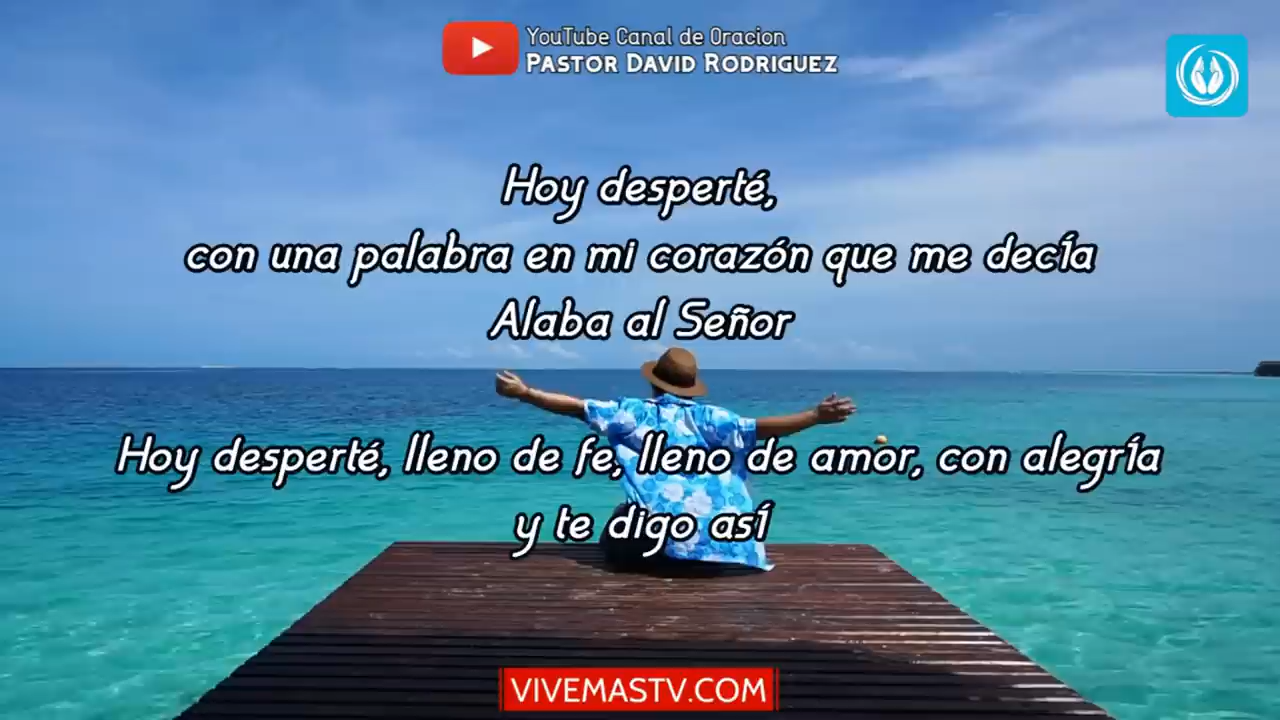 YouTube Canal de Oracion
PASTOR DAVID RODRIGUEZ
Hoy desperté,
con una palabra en mi corazón que me decía
Alaba al Señor
Hoy desperté, lleno de fe, lleno de amor, con alegría
y te digo así
VIVEMASTV.COM